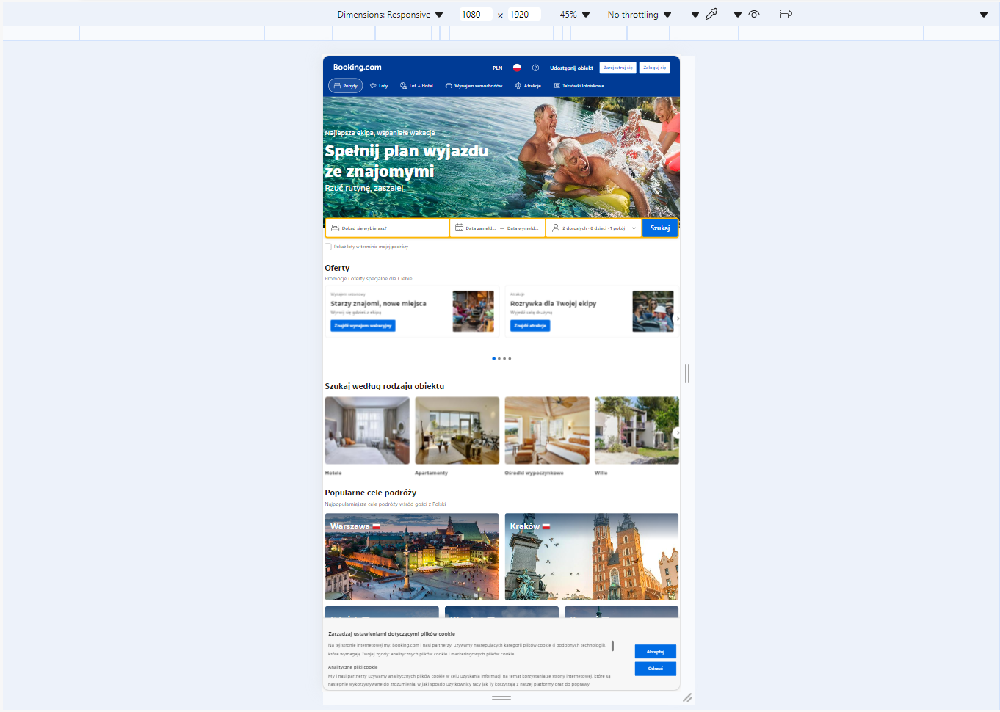 Dimensions: Responsive 1080 × 1920 45% No throttling
Booking.com PLN Udostępnij obiekt Zarejestruj się Zaloguj się
Pobyty Loty Lot + Hotel Wynajem samochodów Atrakcje Taksówki lotniskowe
Najlepsza ekipa, wspaniałe wakacje
Spełnij plan wyjazdu
ze znajomymi
Rzuć rutynę, zaszalej
Dokąd się wybierasz? Data zameld... — Data wymeld... 2 dorosłych · 0 dzieci · 1 pokój Szukaj
Pokaż loty w terminie mojej podróży
Oferty
Promocje i oferty specjalne dla Ciebie
Wynajem sezonowy
Starzy znajomi, nowe miejsca
Wyrwij się gdzieś z ekipą
Znajdź wynajem wakacyjny
Atrakcje
Rozrywka dla Twojej ekipy
Wyjedź całą drużyną
Znajdź atrakcje
Szukaj według rodzaju obiektu
Hotele Apartamenty Ośrodki wypoczynkowe Wille
Popularne cele podróży
Najpopularniejsze cele podróży wśród gości z Polski
Warszawa Kraków
Zarządzaj ustawieniami dotyczącymi plików cookie
Na tej stronie internetowej my, Booking.com i nasi partnerzy, używamy następujących kategorii plików cookie (i podobnych technologii),
które wymagają Twojej zgody: analitycznych plików cookie i marketingowych plików cookie.
Analityczne pliki cookie
My i nasi partnerzy używamy analitycznych plików cookie w celu uzyskania informacji na temat korzystania ze strony internetowej, które są
następnie wykorzystywane do zrozumienia, w jaki sposób użytkownicy tacy jak Ty korzystają z naszej platformy oraz do poprawy
Akceptuj
Odrzuć